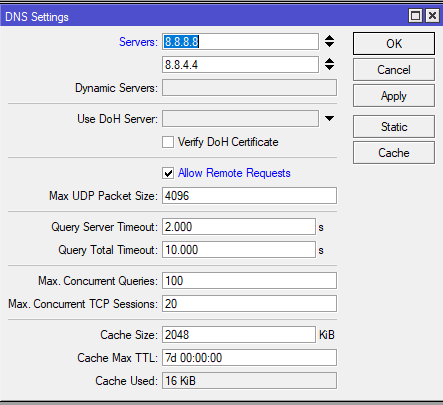 DNS Settings
Servers: 8.8.8.8
OK
8.8.4.4
Cancel
Dynamic Servers:
Apply
Use DoH Server:
Static
Verify DoH Certificate
Cache
Allow Remote Requests
Max UDP Packet Size: 4096
Query Server Timeout: 2.000 s
Query Total Timeout: 10.000 s
Max. Concurrent Queries: 100
Max. Concurrent TCP Sessions: 20
Cache Size: 2048 KiB
Cache Max TTL: 7d 00:00:00
Cache Used: 16 KiB